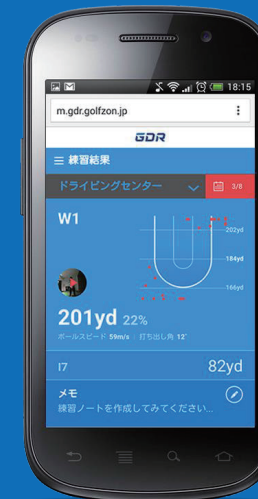 18:15
m.gdr.golfzon.jp
GDR
練習結果
ドライビングセンター 3/8
W1
202yd
184yd
166yd
201yd 22%
ボールスピード 59m/s | 打ち出し角 12°
I7 82yd
メモ
練習ノートを作成してみてください...